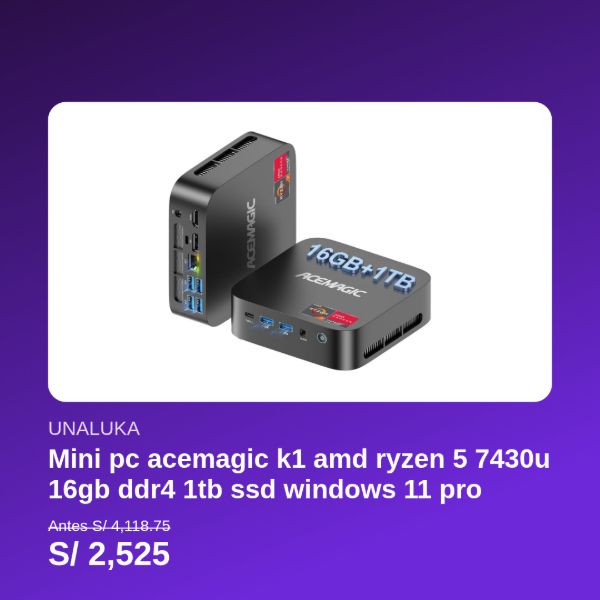 ACEMAGIC
16GB+1TB
ACEMAGIC
UNALUKA
Mini pc acemagic k1 amd ryzen 5 7430u
16gb ddr4 1tb ssd windows 11 pro
Antes S/ 4,118.75
S/ 2,525